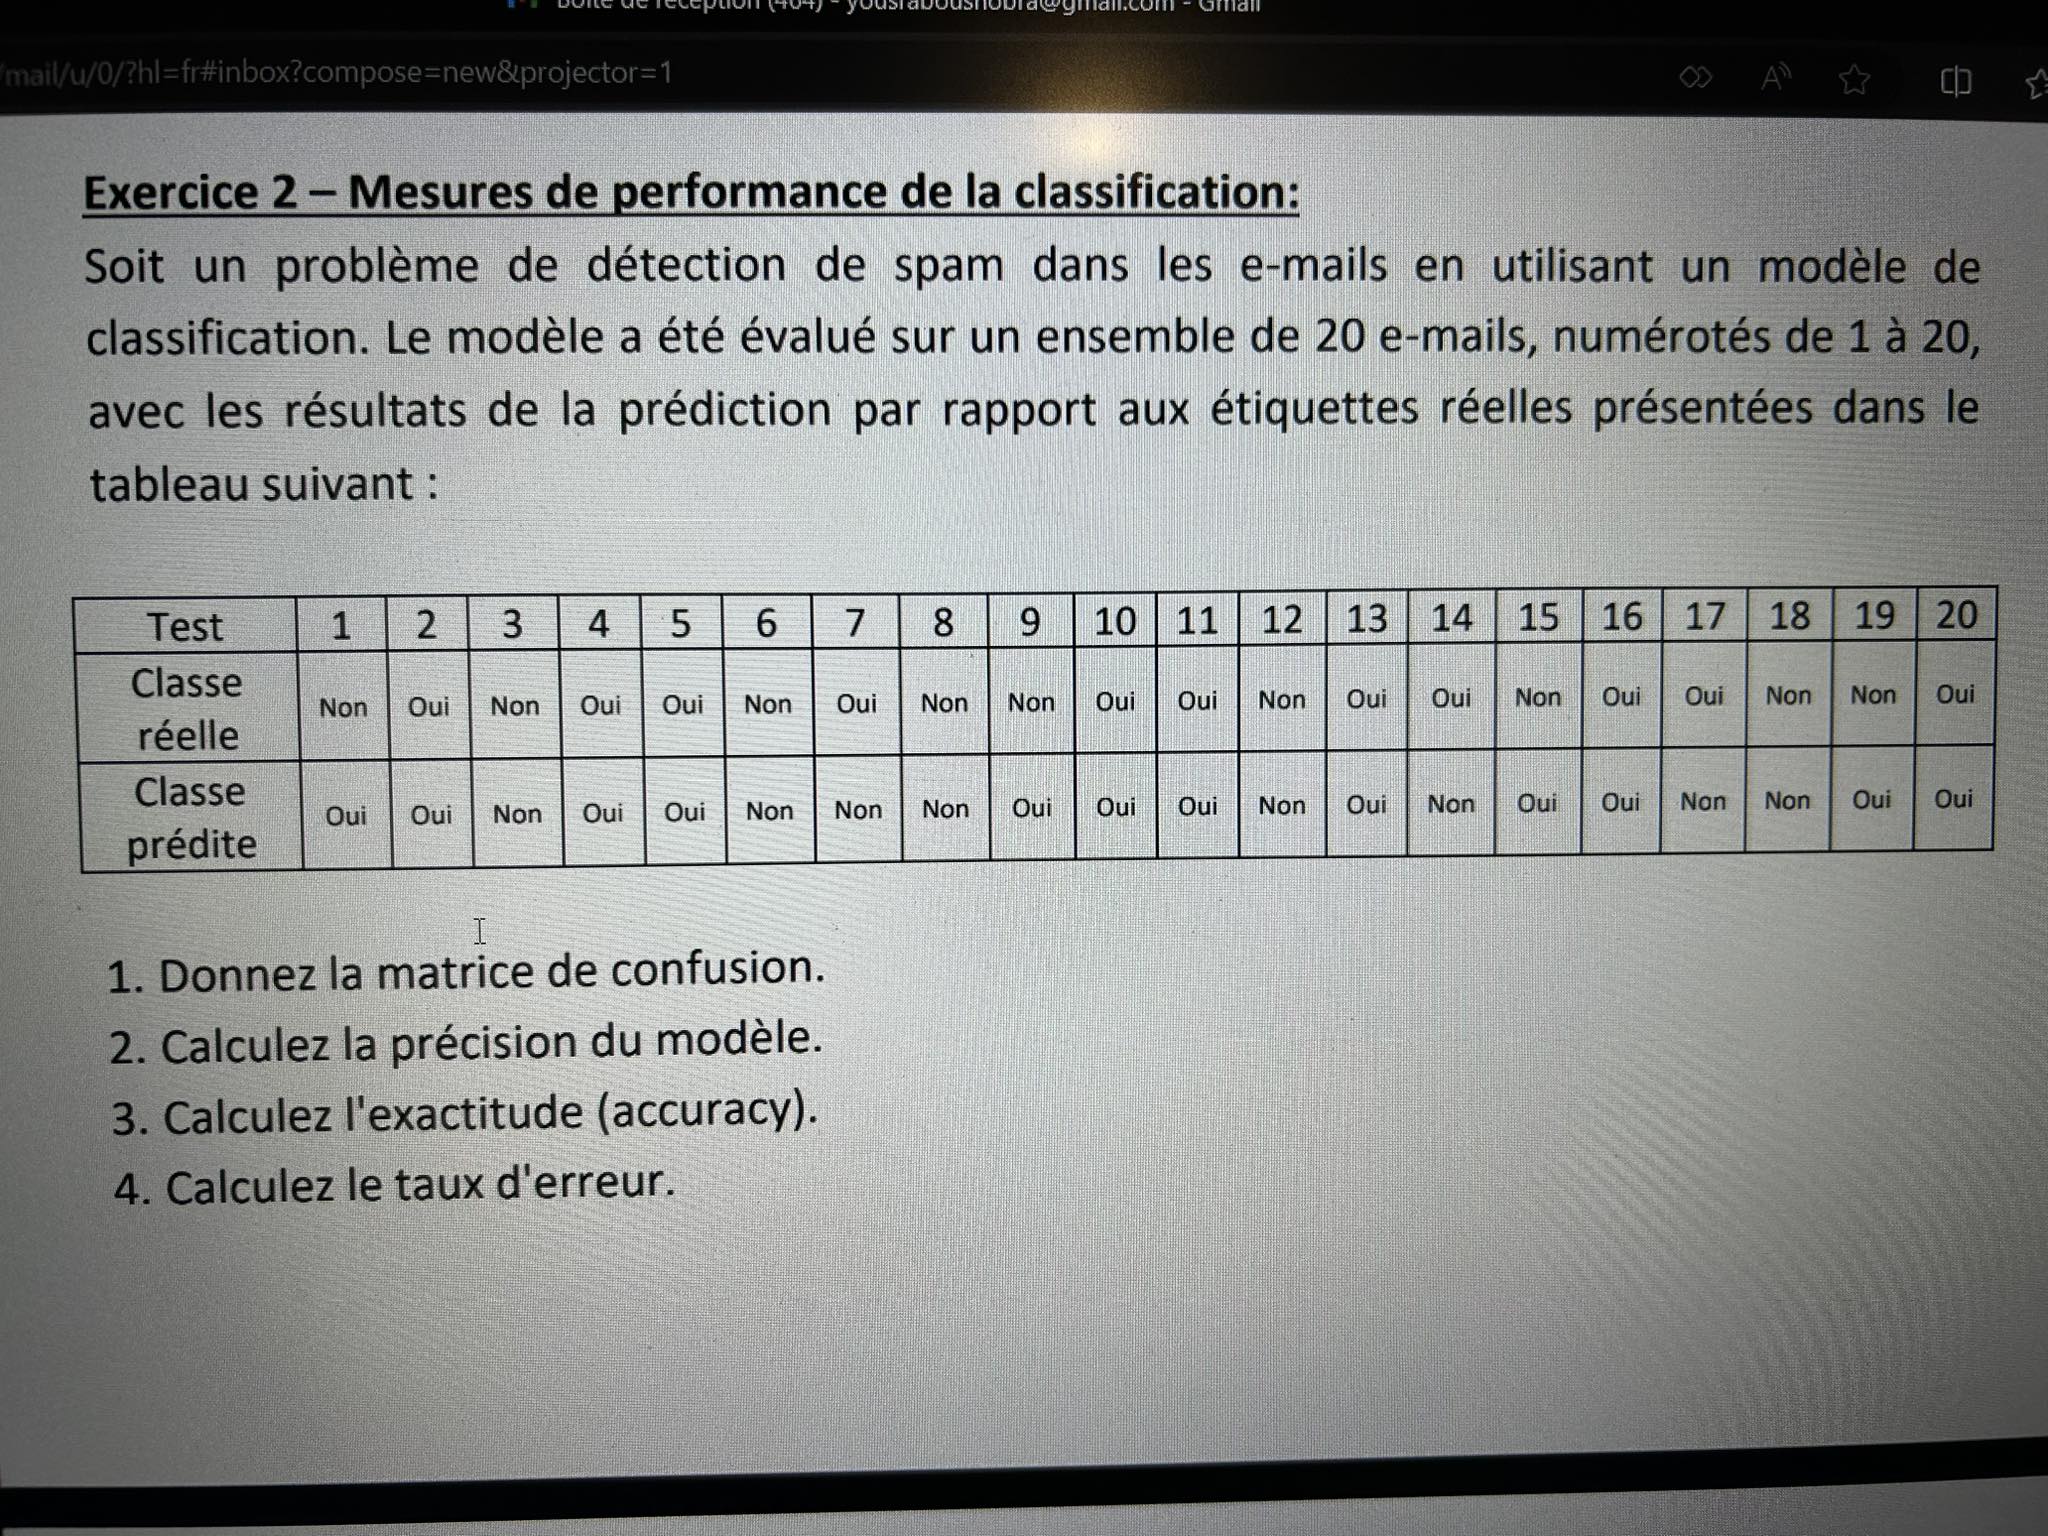 Boîte de réception (464) - yousraboushobra@gmail.com - Gmail
/mail/u/0/?hl=fr#inbox?compose=new&projector=1
Exercice 2 – Mesures de performance de la classification:
Soit un problème de détection de spam dans les e-mails en utilisant un modèle de
classification. Le modèle a été évalué sur un ensemble de 20 e-mails, numérotés de 1 à 20,
avec les résultats de la prédiction par rapport aux étiquettes réelles présentées dans le
tableau suivant :
Test 1 2 3 4 5 6 7 8 9 10 11 12 13 14 15 16 17 18 19 20
Classe réelle Non Oui Non Oui Oui Non Oui Non Non Oui Oui Non Oui Oui Non Oui Oui Non Non Oui
Classe prédite Oui Oui Non Oui Oui Non Non Non Oui Oui Oui Non Oui Non Oui Oui Non Non Oui Oui
1. Donnez la matrice de confusion.
2. Calculez la précision du modèle.
3. Calculez l'exactitude (accuracy).
4. Calculez le taux d'erreur.